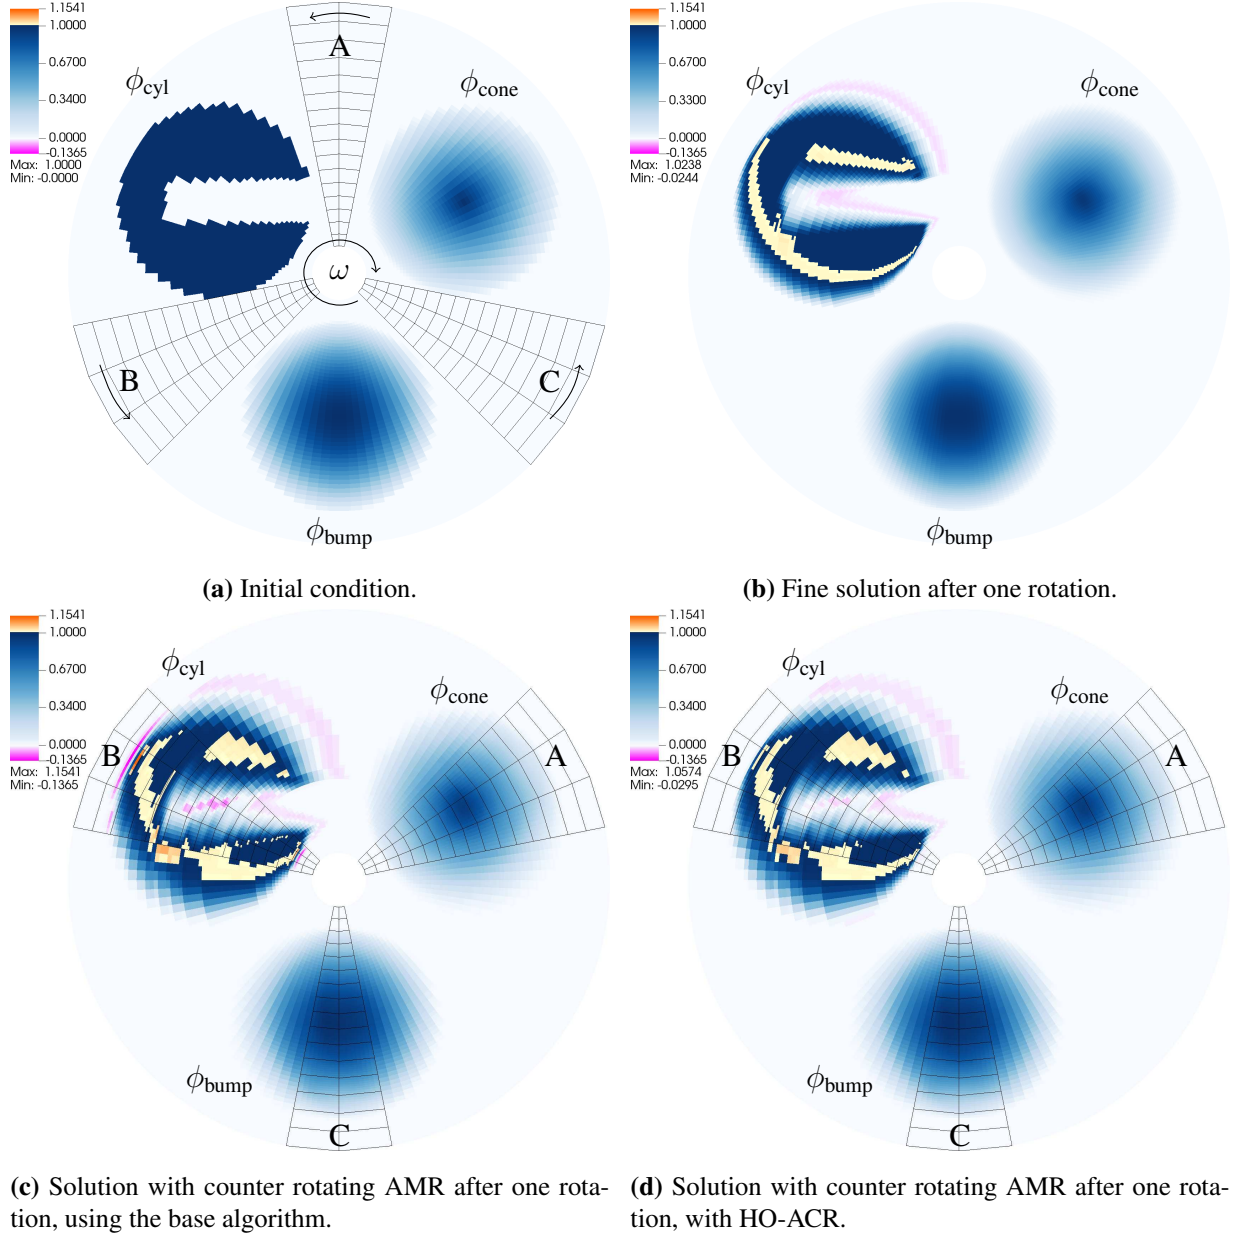 1.1541
1.0000
0.6700
0.3400
0.0000
-0.1365
Max: 1.0000
Min: -0.0000
ϕcyl
A
ϕcone
ω
B
C
ϕbump
(a) Initial condition.
1.1541
1.0000
0.6700
0.3300
0.0000
-0.1365
Max: 1.0238
Min: -0.0244
ϕcyl
ϕcone
ϕbump
(b) Fine solution after one rotation.
1.1541
1.0000
0.6700
0.3400
0.0000
-0.1365
Max: 1.1541
Min: -0.1365
ϕcyl
ϕcone
B
A
ϕbump
C
(c) Solution with counter rotating AMR after one rota-
tion, using the base algorithm.
1.1541
1.0000
0.6700
0.3400
0.0000
-0.1365
Max: 1.0574
Min: -0.0295
ϕcyl
ϕcone
B
A
ϕbump
C
(d) Solution with counter rotating AMR after one rota-
tion, with HO-ACR.